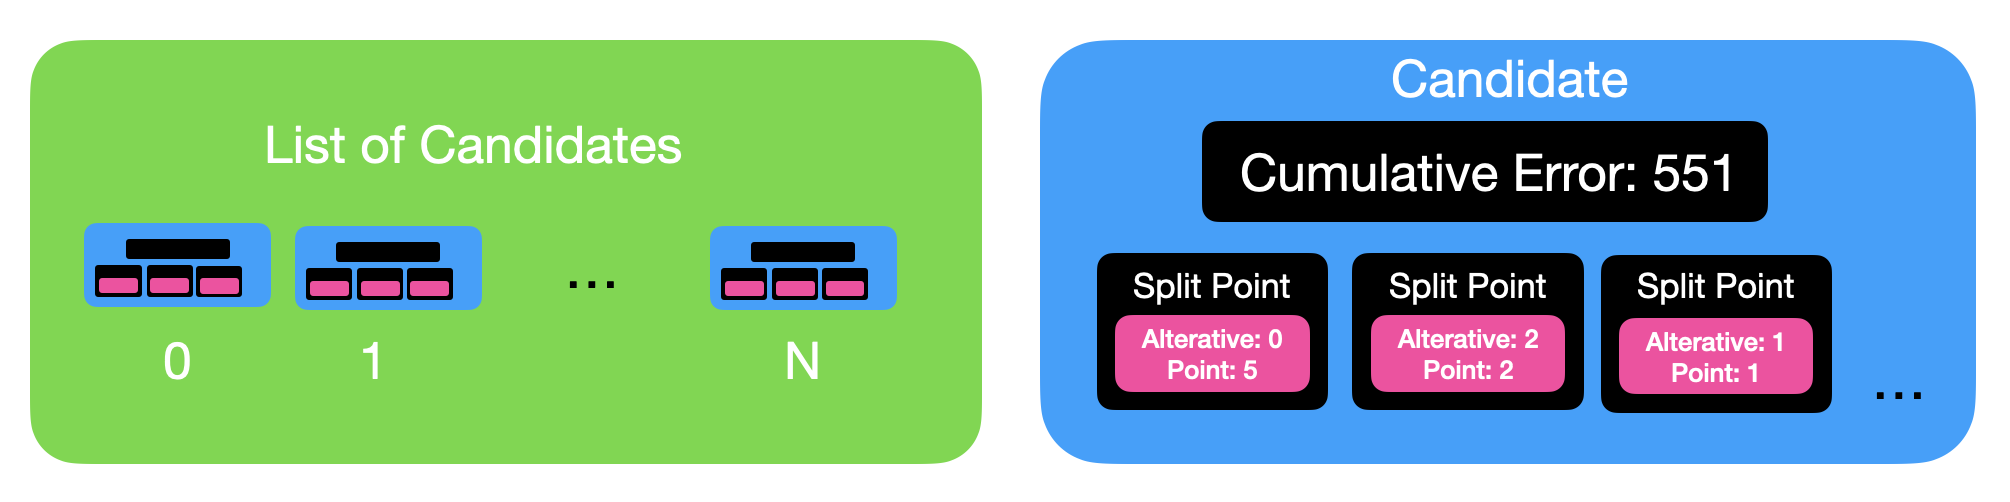 List of Candidates
...
0
1
N
Candidate
Cumulative Error: 551
Split Point
Alterative: 0
Point: 5
Split Point
Alterative: 2
Point: 2
Split Point
Alterative: 1
Point: 1
...